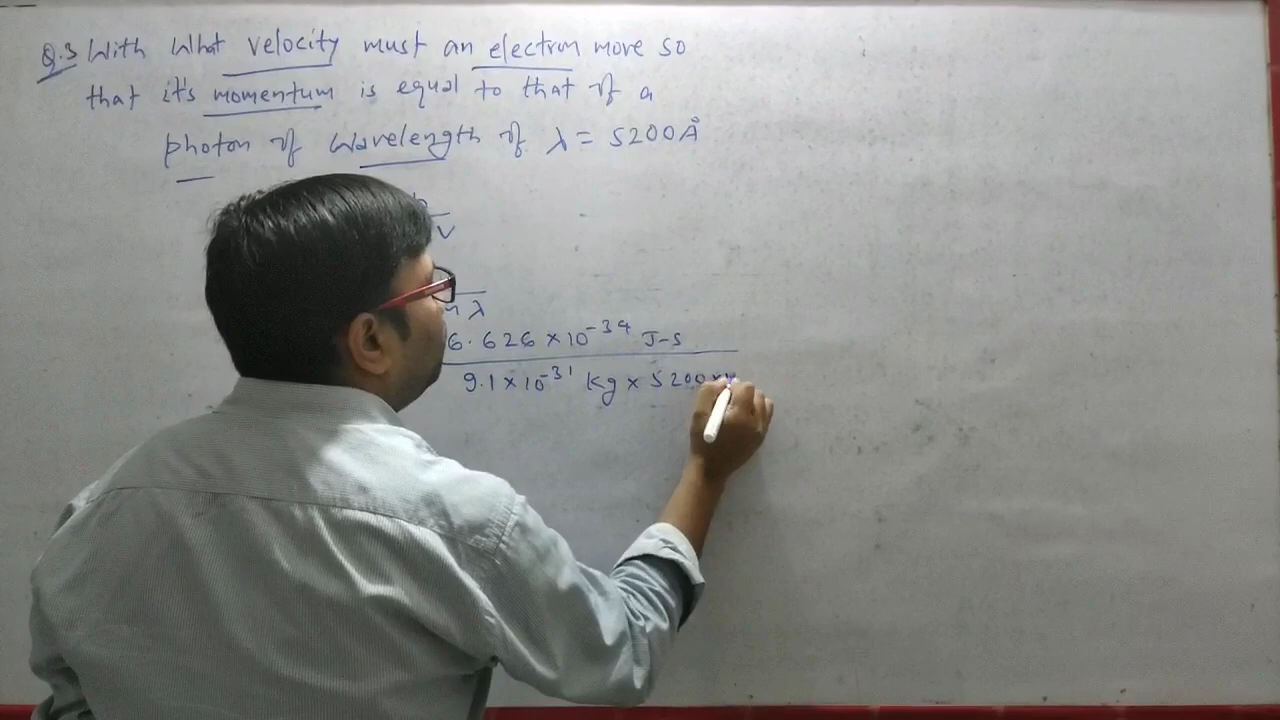 Q.3 With What velocity must an electron move so
that it's momentum is equal to that of a
photon of wavelength of λ = 5200Å
V
λ
6.626 × 10⁻³⁴ J-S
9.1 × 10⁻³¹ Kg × 5200 ×